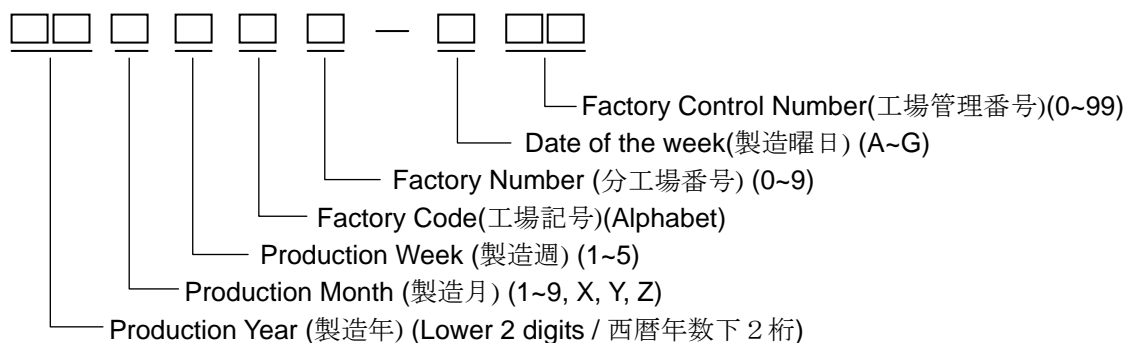 □□ □ □ □ □ — □ □□
Factory Control Number(工場管理番号)(0~99)
Date of the week(製造曜日) (A~G)
Factory Number (分工場番号) (0~9)
Factory Code(工場記号)(Alphabet)
Production Week (製造週) (1~5)
Production Month (製造月) (1~9, X, Y, Z)
Production Year (製造年) (Lower 2 digits / 西暦年数下2桁)